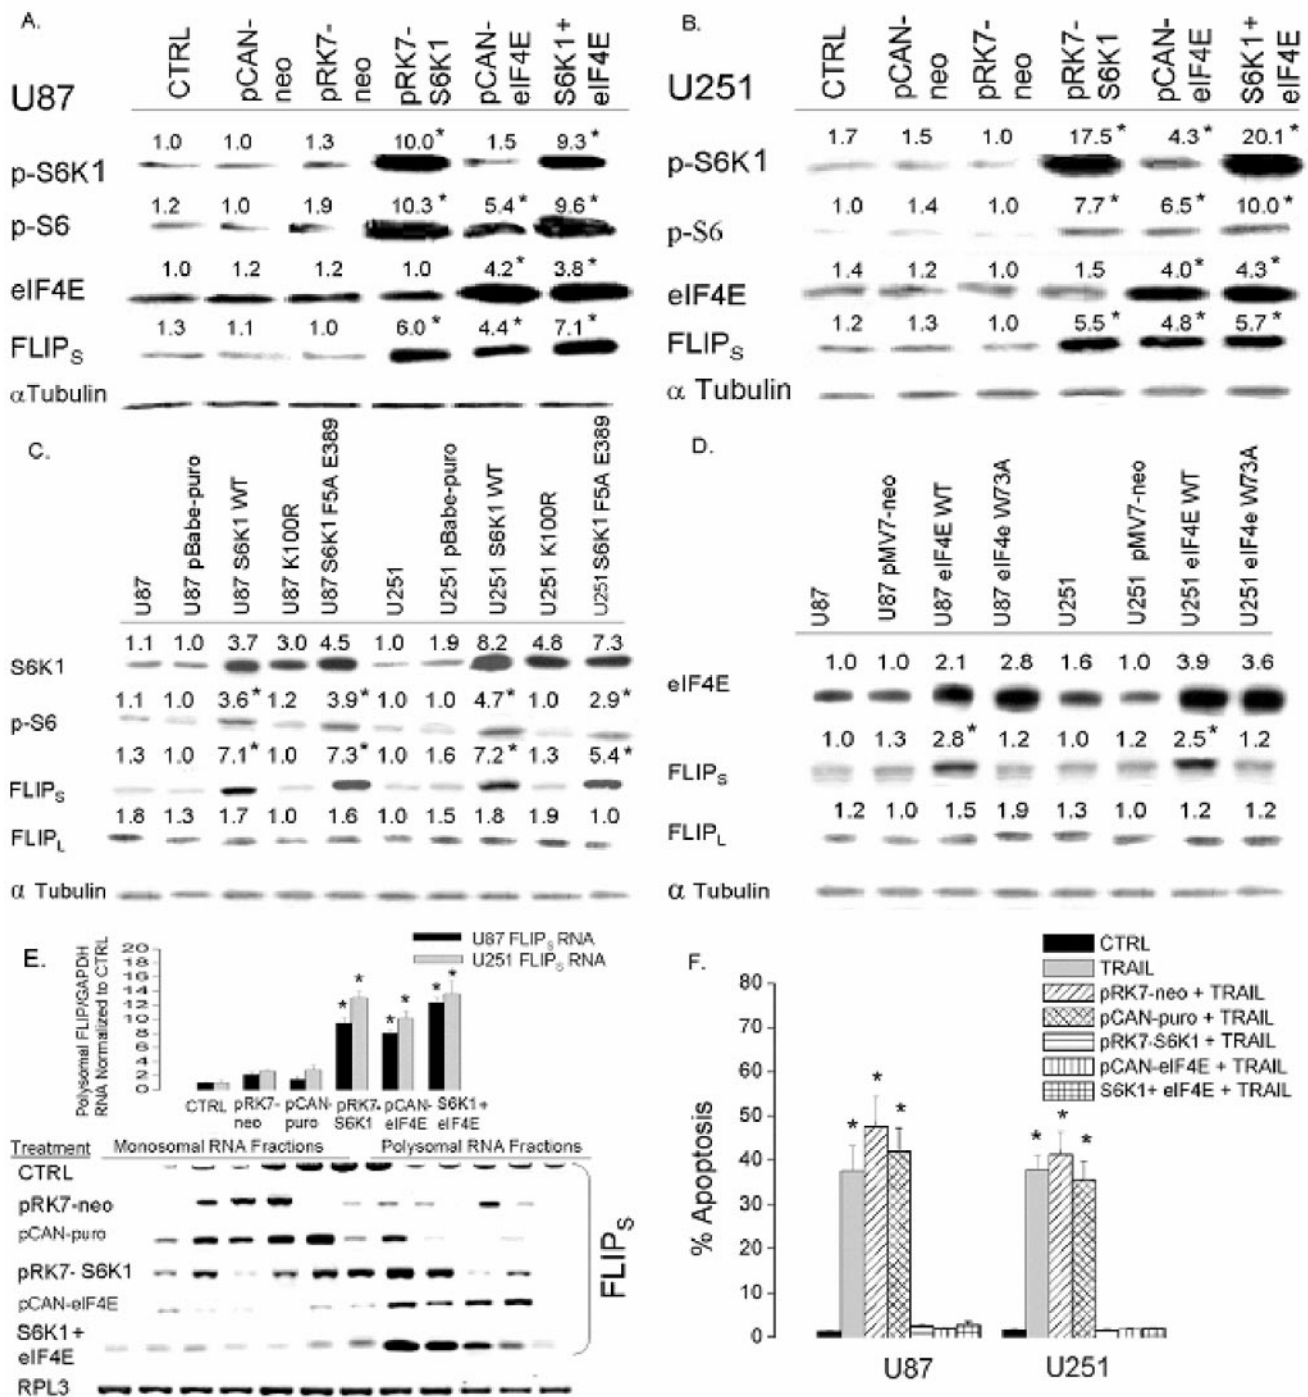 A.
CTRL
pCAN-
neo
pRK7-
neo
pRK7-
S6K1
pCAN-
eIF4E
S6K1+
eIF4E
U87
1.0 1.0 1.3 10.0* 1.5 9.3*
p-S6K1
1.2 1.0 1.9 10.3* 5.4* 9.6*
p-S6
1.0 1.2 1.2 1.0 4.2* 3.8*
eIF4E
1.3 1.1 1.0 6.0* 4.4* 7.1*
FLIPS
αTubulin
B.
CTRL
pCAN-
neo
pRK7-
neo
pRK7-
S6K1
pCAN-
eIF4E
S6K1+
eIF4E
U251
1.7 1.5 1.0 17.5* 4.3* 20.1*
p-S6K1
1.0 1.4 1.0 7.7* 6.5* 10.0*
p-S6
1.4 1.2 1.0 1.5 4.0* 4.3*
eIF4E
1.2 1.3 1.0 5.5* 4.8* 5.7*
FLIPS
α Tubulin
C.
U87
U87 pBabe-puro
U87 S6K1 WT
U87 K100R
U87 S6K1 F5A E389
U251
U251 pBabe-puro
U251 S6K1 WT
U251 K100R
U251 S6K1 F5A E389
1.1 1.0 3.7 3.0 4.5 1.0 1.9 8.2 4.8 7.3
S6K1
1.1 1.0 3.6* 1.2 3.9* 1.0 1.0 4.7* 1.0 2.9*
p-S6
1.3 1.0 7.1* 1.0 7.3* 1.0 1.6 7.2* 1.3 5.4*
FLIPS
1.8 1.3 1.7 1.0 1.6 1.0 1.5 1.8 1.9 1.0
FLIPL
α Tubulin
D.
U87
U87 pMV7-neo
U87 eIF4E WT
U87 eIF4e W73A
U251
U251 pMV7-neo
U251 eIF4E WT
U251 eIF4e W73A
1.0 1.0 2.1 2.8 1.6 1.0 3.9 3.6
eIF4E
1.0 1.3 2.8* 1.2 1.0 1.2 2.5* 1.2
FLIPS
1.2 1.0 1.5 1.9 1.3 1.0 1.2 1.2
FLIPL
α Tubulin
E.
Polysomal FLIP/GAPDH
RNA Normalized to CTRL
20
18
16
14
12
10
8
6
4
2
0
U87 FLIPS RNA
U251 FLIPS RNA
* * * * * *
CTRL
pRK7-
neo
pCAN-
puro
pRK7-
S6K1
pCAN-
eIF4E
S6K1+
eIF4E
Treatment Monosomal RNA Fractions Polysomal RNA Fractions
CTRL
pRK7-neo
pCAN-puro
pRK7- S6K1
pCAN-eIF4E
S6K1 +
eIF4E
RPL3
FLIPS
F.
CTRL
TRAIL
pRK7-neo + TRAIL
pCAN-puro + TRAIL
pRK7-S6K1 + TRAIL
pCAN-eIF4E + TRAIL
S6K1+ eIF4E + TRAIL
% Apoptosis
80
70
60
50
40
30
20
10
0
* * * * * *
U87 U251